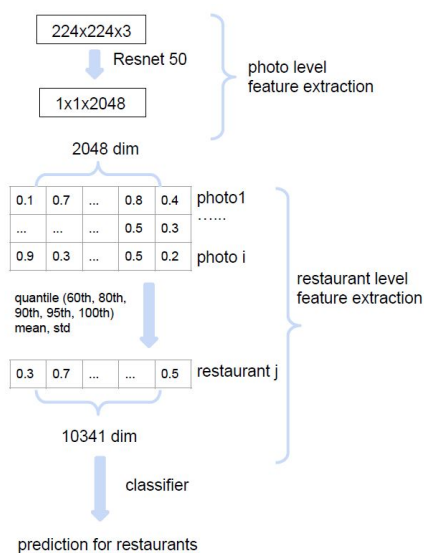 224x224x3
Resnet 50
photo level
feature extraction
1x1x2048
2048 dim
0.1 0.7 ... 0.8 0.4 photo1
…...
... ... 0.5 0.3
0.9 0.3 ... 0.5 0.2 photo i
restaurant level
feature extraction
quantile (60th, 80th,
90th, 95th, 100th)
mean, std
0.3 0.7 ... ... 0.5 restaurant j
10341 dim
classifier
prediction for restaurants